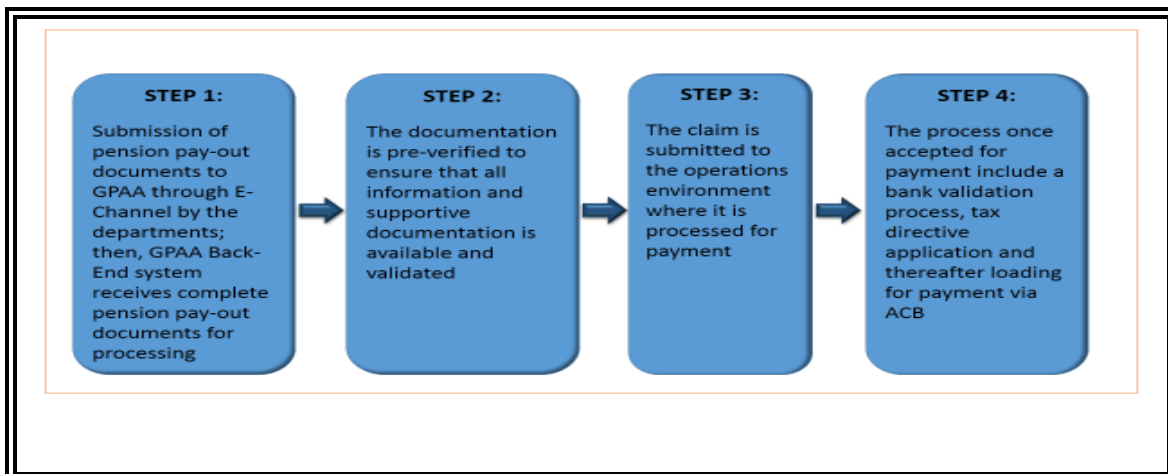 STEP 1:
Submission of
pension pay-out
documents to
GPAA through E-
Channel by the
departments;
then, GPAA Back-
End system
receives complete
pension pay-out
documents for
processing
STEP 2:
The documentation
is pre-verified to
ensure that all
information and
supportive
documentation is
available and
validated
STEP 3:
The claim is
submitted to
the operations
environment
where it is
processed for
payment
STEP 4:
The process once
accepted for
payment include a
bank validation
process, tax
directive
application and
thereafter loading
for payment via
ACB